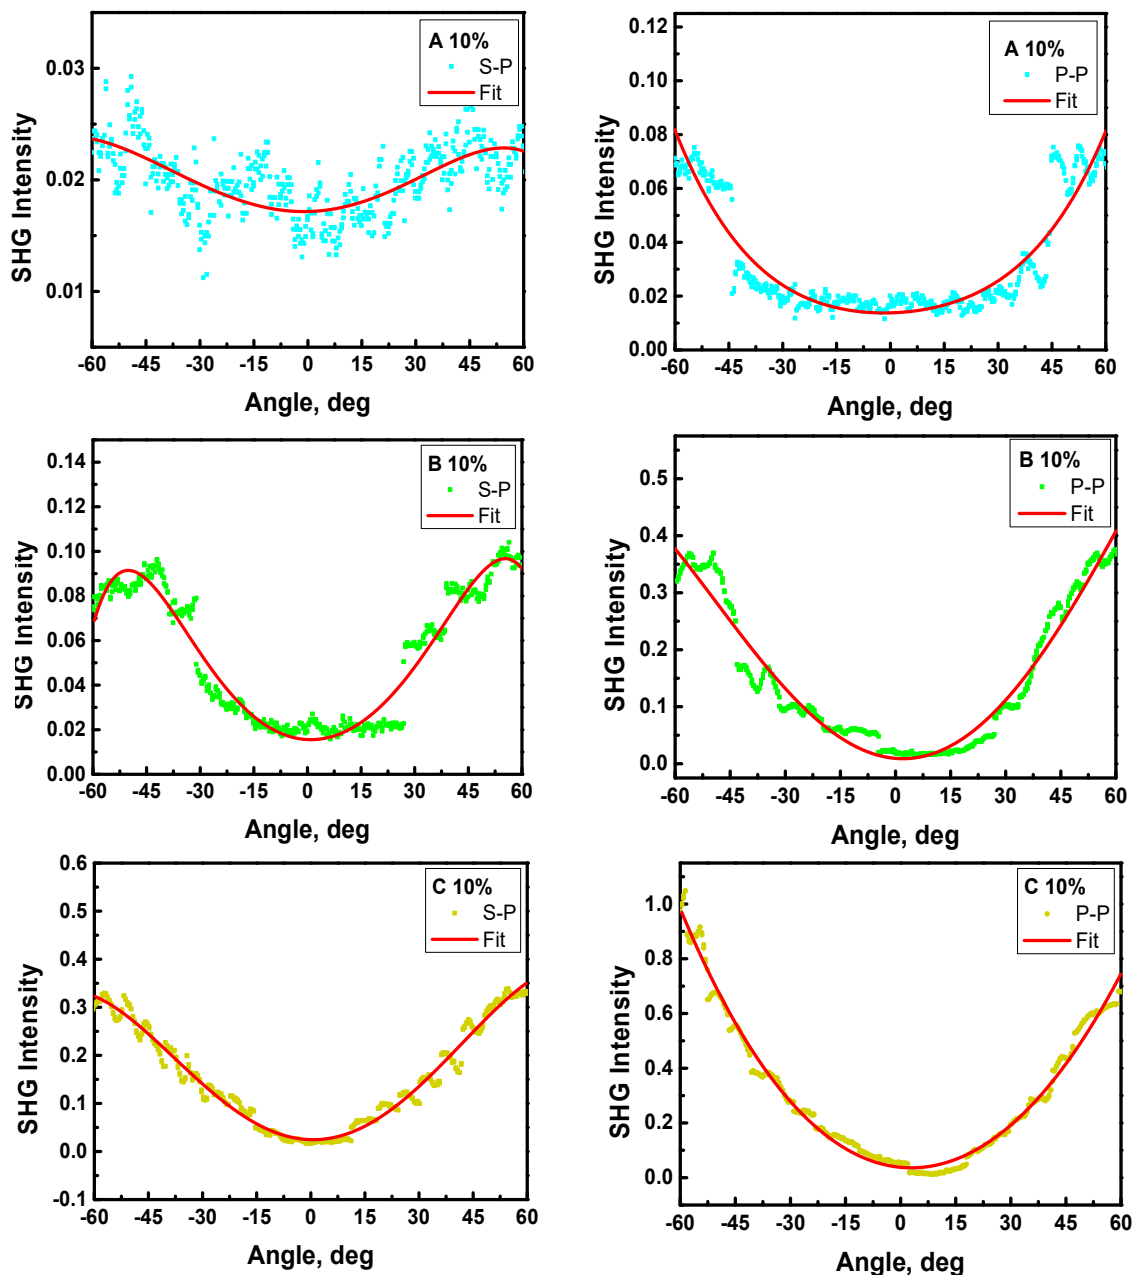 A 10%
S-P
Fit
0.03
0.02
0.01
SHG Intensity
-60 -45 -30 -15 0 15 30 45 60
Angle, deg
A 10%
P-P
Fit
0.12
0.10
0.08
0.06
0.04
0.02
0.00
SHG Intensity
-60 -45 -30 -15 0 15 30 45 60
Angle, deg
B 10%
S-P
Fit
0.14
0.12
0.10
0.08
0.06
0.04
0.02
0.00
SHG Intensity
-60 -45 -30 -15 0 15 30 45 60
Angle, deg
B 10%
P-P
Fit
0.5
0.4
0.3
0.2
0.1
0.0
SHG Intensity
-60 -45 -30 -15 0 15 30 45 60
Angle, deg
C 10%
S-P
Fit
0.6
0.5
0.4
0.3
0.2
0.1
0.0
-0.1
SHG Intensity
-60 -45 -30 -15 0 15 30 45 60
Angle, deg
C 10%
P-P
Fit
1.0
0.8
0.6
0.4
0.2
0.0
SHG Intensity
-60 -45 -30 -15 0 15 30 45 60
Angle, deg